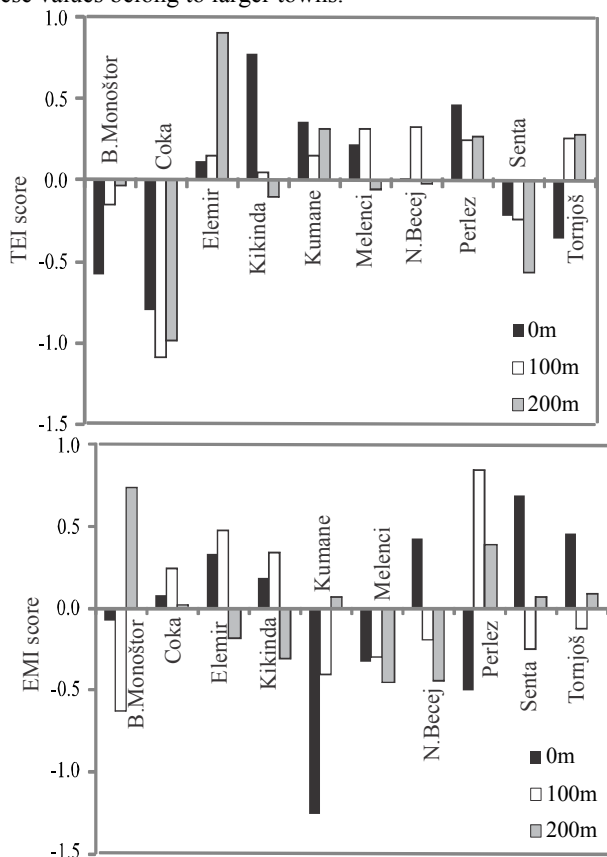 ese values belong to larger towns.
1.0
0.5
0.0
-0.5
-1.0
-1.5
TEI score
B.Monoštor
Coka
Elemir
Kikinda
Kumane
Melenci
N.Becej
Perlez
Senta
Tornjoš
0m
100m
200m
1.0
0.5
0.0
-0.5
-1.0
-1.5
EMI score
B.Monoštor
Coka
Elemir
Kikinda
Kumane
Melenci
N.Becej
Perlez
Senta
Tornjoš
0m
100m
200m